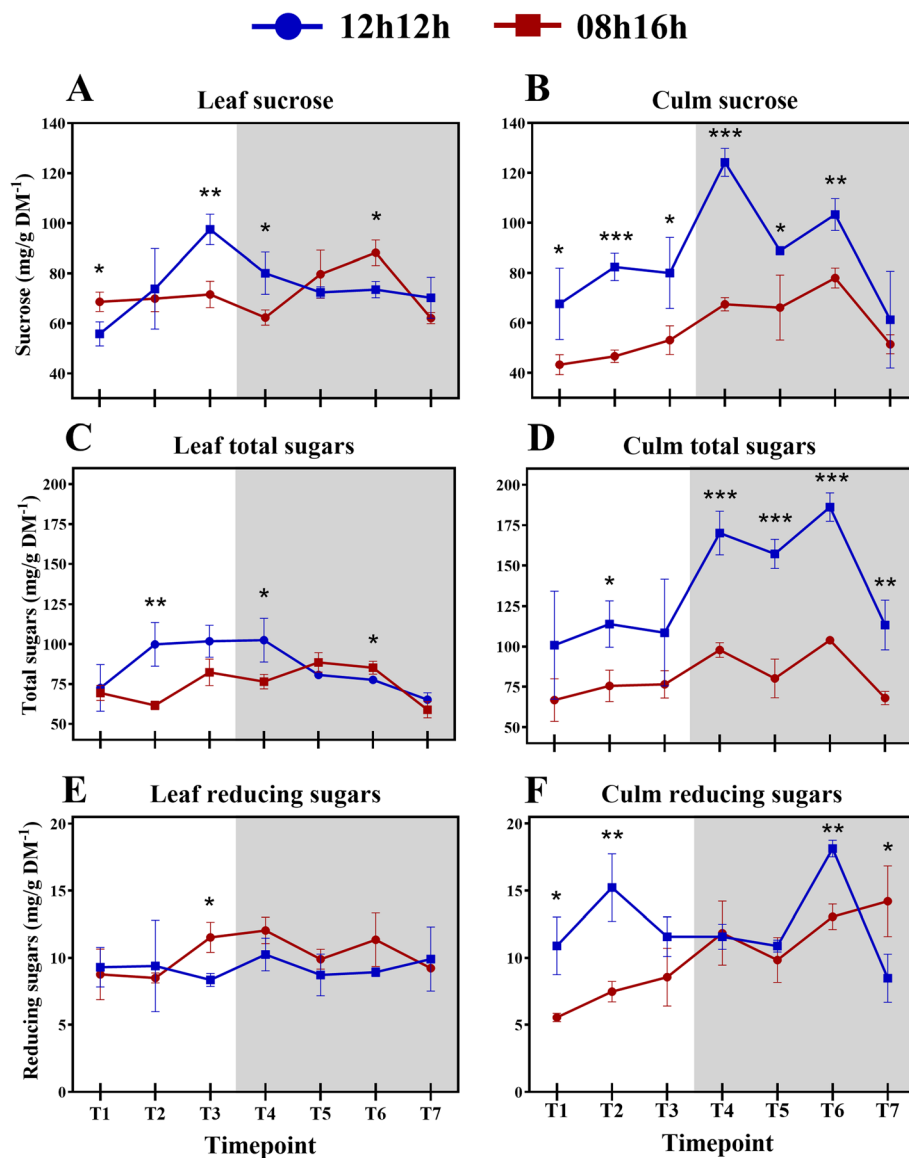 12h12h 08h16h
A Leaf sucrose
B Culm sucrose
Sucrose (mg/g DM⁻¹)
140
120
100
80
60
40
* ** * *
140
120
100
80
60
40
* *** * *** * **
C Leaf total sugars
D Culm total sugars
Total sugars (mg/g DM⁻¹)
200
175
150
125
100
75
50
** * *
200
175
150
125
100
75
50
* *** *** *** **
E Leaf reducing sugars
F Culm reducing sugars
Reducing sugars (mg/g DM⁻¹)
20
15
10
5
0
*
20
15
10
5
0
* ** ** *
T1 T2 T3 T4 T5 T6 T7
Timepoint
T1 T2 T3 T4 T5 T6 T7
Timepoint